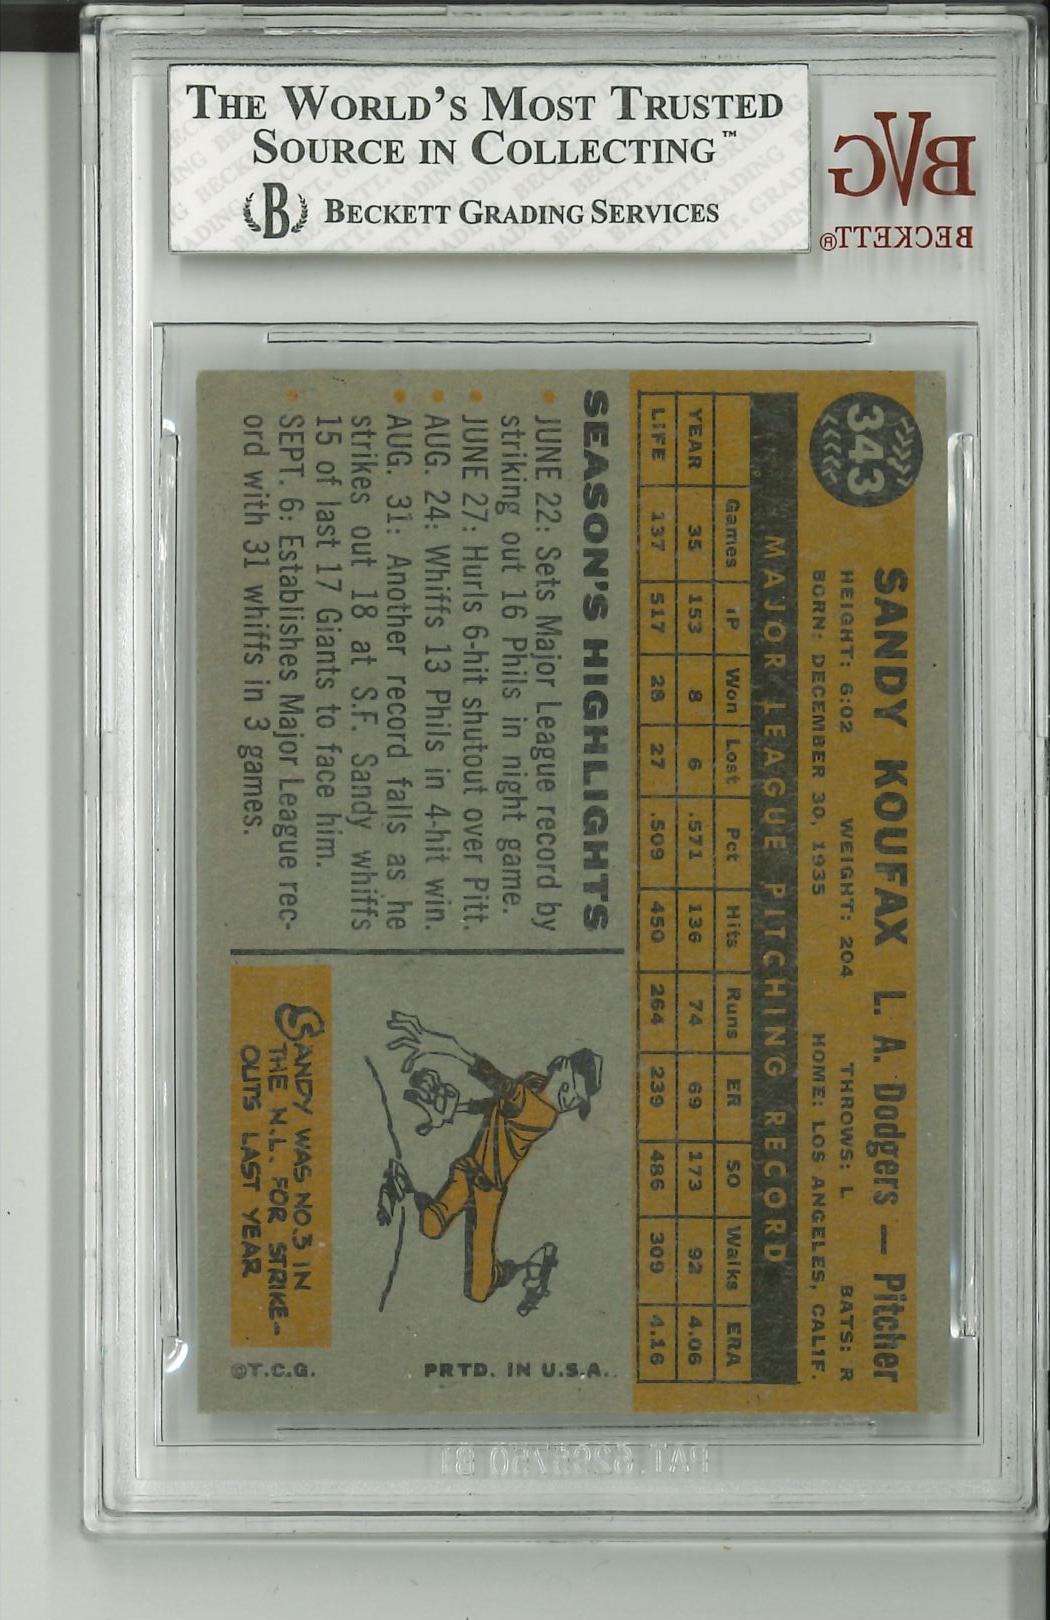 THE WORLD'S MOST TRUSTED
SOURCE IN COLLECTING™
B BECKETT GRADING SERVICES
BVG
BECKETT®
343
SANDY KOUFAX L. A. Dodgers — Pitcher
HEIGHT: 6:02 WEIGHT: 204 THROWS: L BATS: R
BORN: DECEMBER 30, 1935 HOME: LOS ANGELES, CALIF.
MAJOR LEAGUE PITCHING RECORD
Games IP Won Lost Pct Hits Runs ER SO Walks ERA
YEAR 35 153 8 6 .571 136 74 69 173 92 4.06
LIFE 137 517 28 27 .509 450 264 239 486 309 4.16
SEASON'S HIGHLIGHTS
• JUNE 22: Sets Major League record by
striking out 16 Phils in night game.
• JUNE 27: Hurls 6-hit shutout over Pitt.
• AUG. 24: Whiffs 13 Phils in 4-hit win.
• AUG. 31: Another record falls as he
strikes out 18 at S.F. Sandy whiffs
15 of last 17 Giants to face him.
• SEPT. 6: Establishes Major League rec-
ord with 31 whiffs in 3 games.
SANDY WAS NO.3 IN
THE N.L. FOR STRIKE-
OUTS LAST YEAR
©T.C.G. PRTD. IN U.S.A.